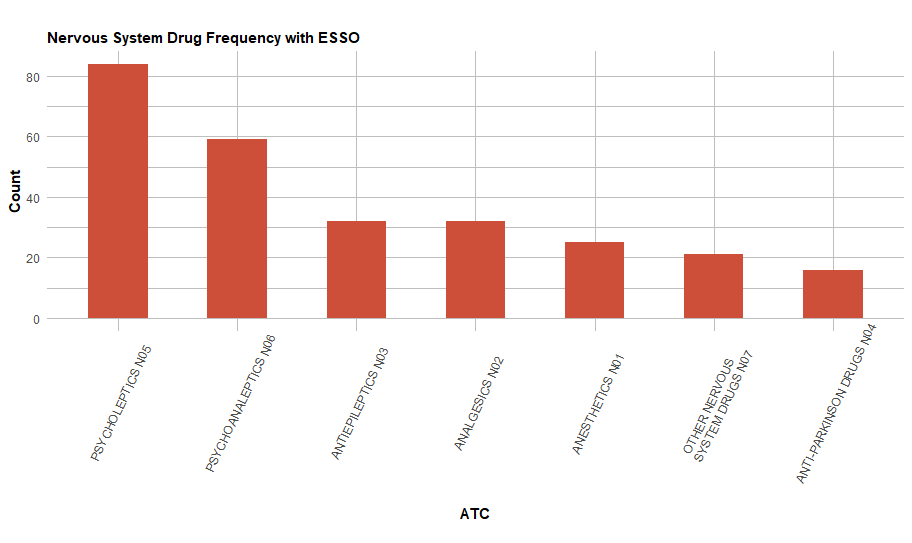 Nervous System Drug Frequency with ESSO
Count
80
60
40
20
0
PSYCHOLEPTICS N05
PSYCHOANALEPTICS N06
ANTIEPILEPTICS N03
ANALGESICS N02
ANESTHETICS N01
OTHER NERVOUS
SYSTEM DRUGS N07
ANTI-PARKINSON DRUGS N04
ATC